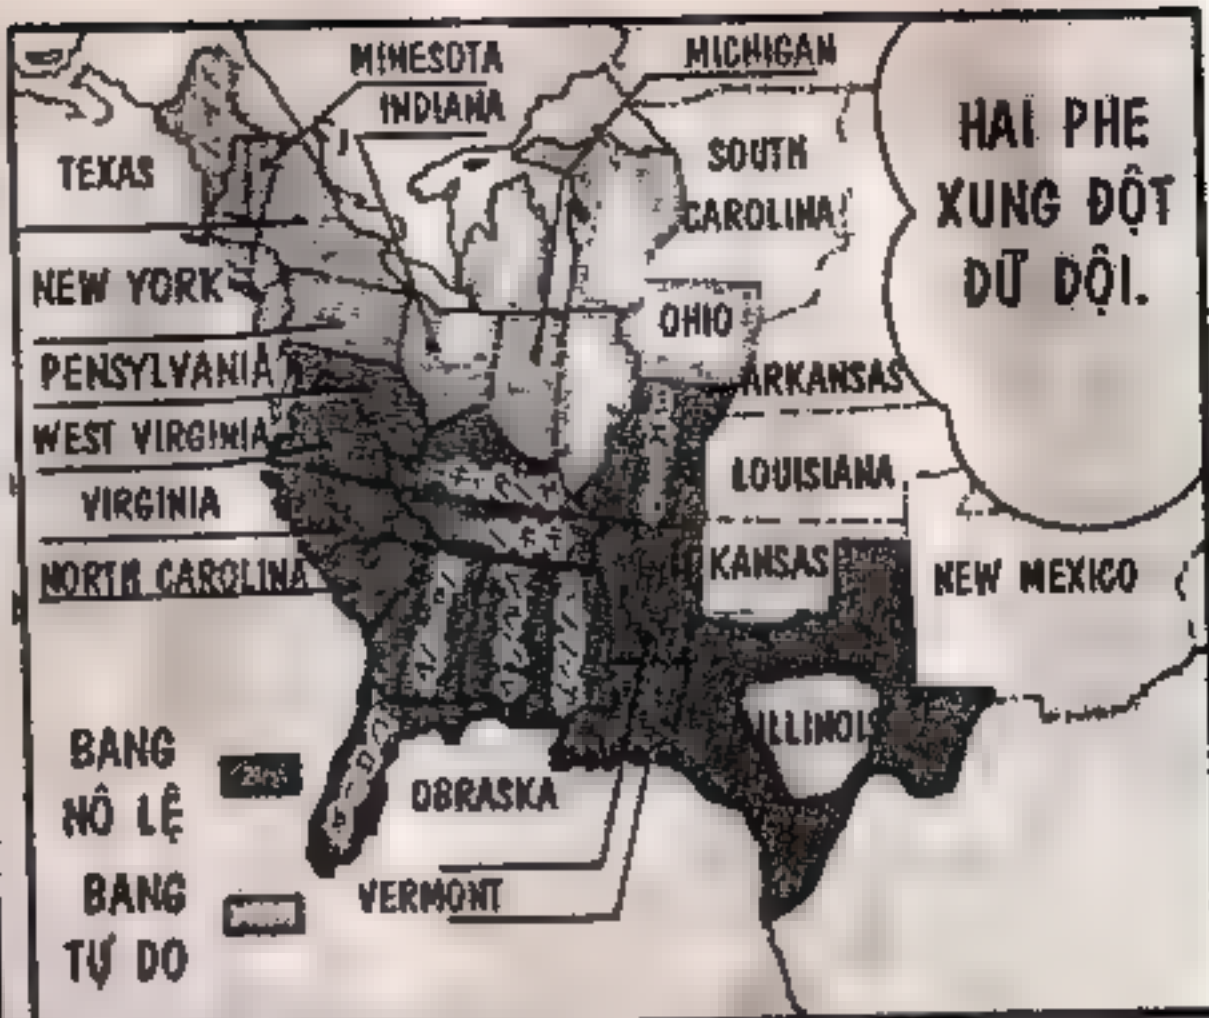 MINESOTA
MICHIGAN
INDIANA
TEXAS
SOUTH
CAROLINA
HAI PHE
XUNG ĐỘT
DỮ DỘI.
NEW YORK
OHIO
PENSYLVANIA
ARKANSAS
WEST VIRGINIA
LOUISIANA
VIRGINIA
KANSAS
NEW MEXICO
NORTH CAROLINA
ILLINOIS
BANG
NÔ LỆ
OBRASKA
BANG
TỰ DO
VERMONT